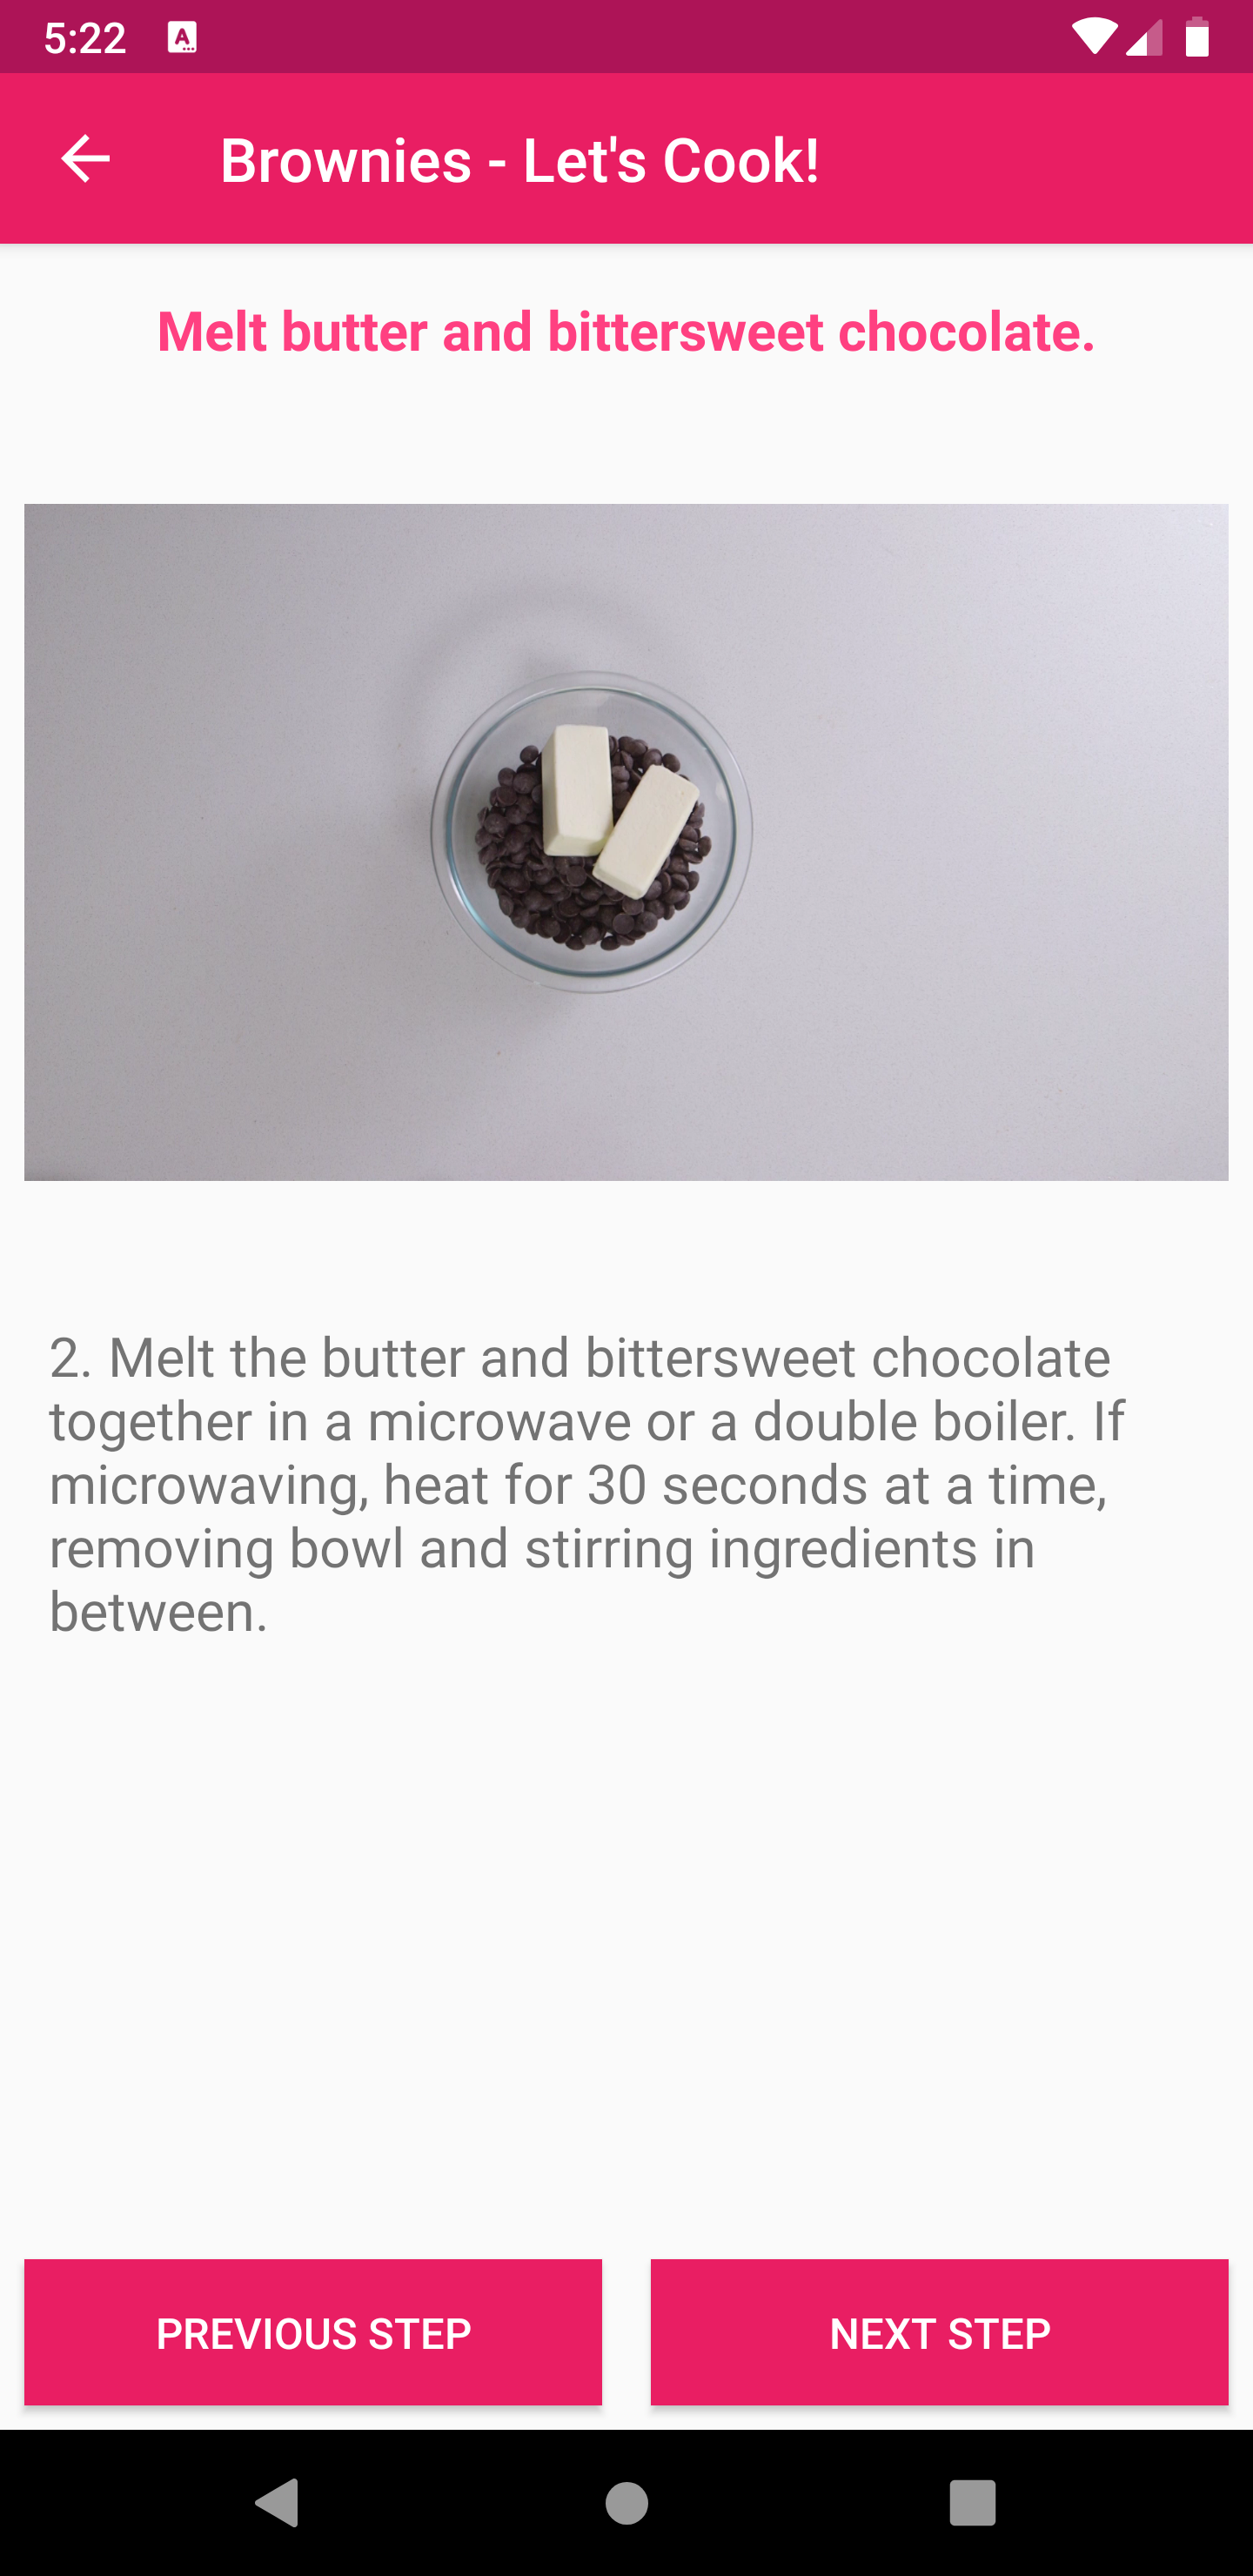 5:22
Brownies - Let's Cook!
Melt butter and bittersweet chocolate.
2. Melt the butter and bittersweet chocolate
together in a microwave or a double boiler. If
microwaving, heat for 30 seconds at a time,
removing bowl and stirring ingredients in
between.
PREVIOUS STEP
NEXT STEP